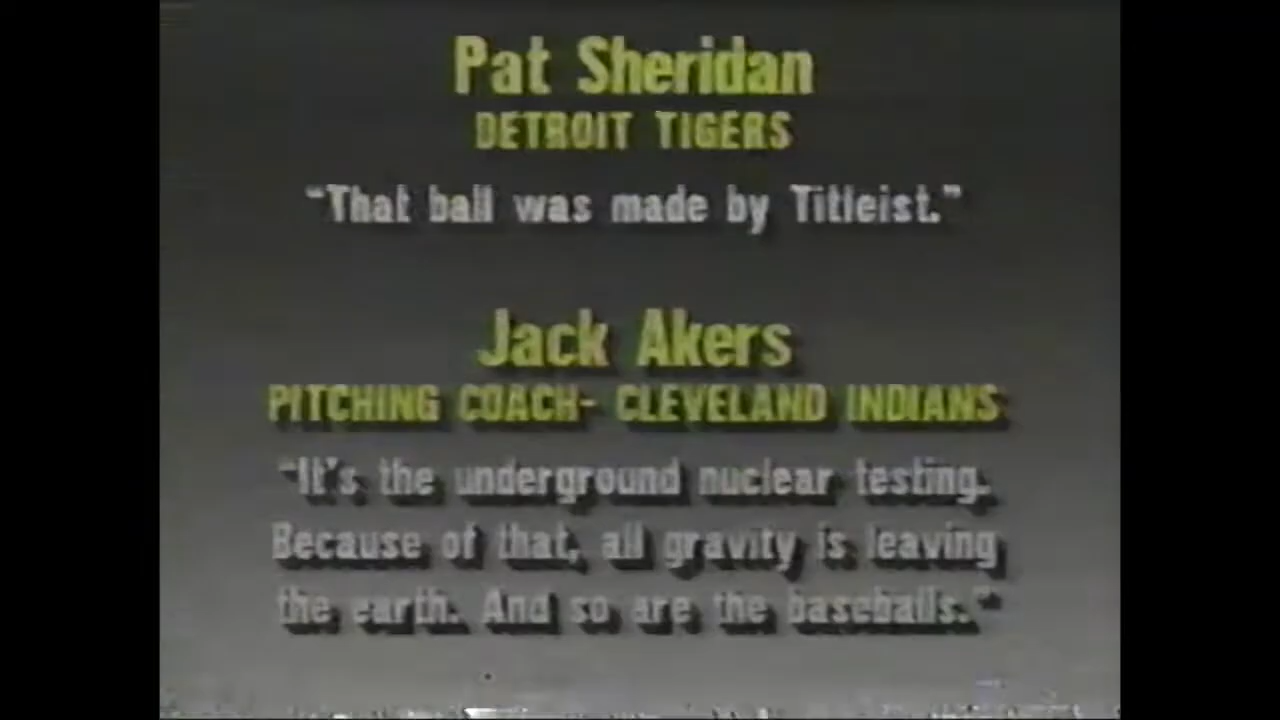 Pat Sheridan
DETROIT TIGERS
"That ball was made by Titleist."
Jack Akers
PITCHING COACH- CLEVELAND INDIANS
"It's the underground nuclear testing.
Because of that, all gravity is leaving
the earth. And so are the baseballs."